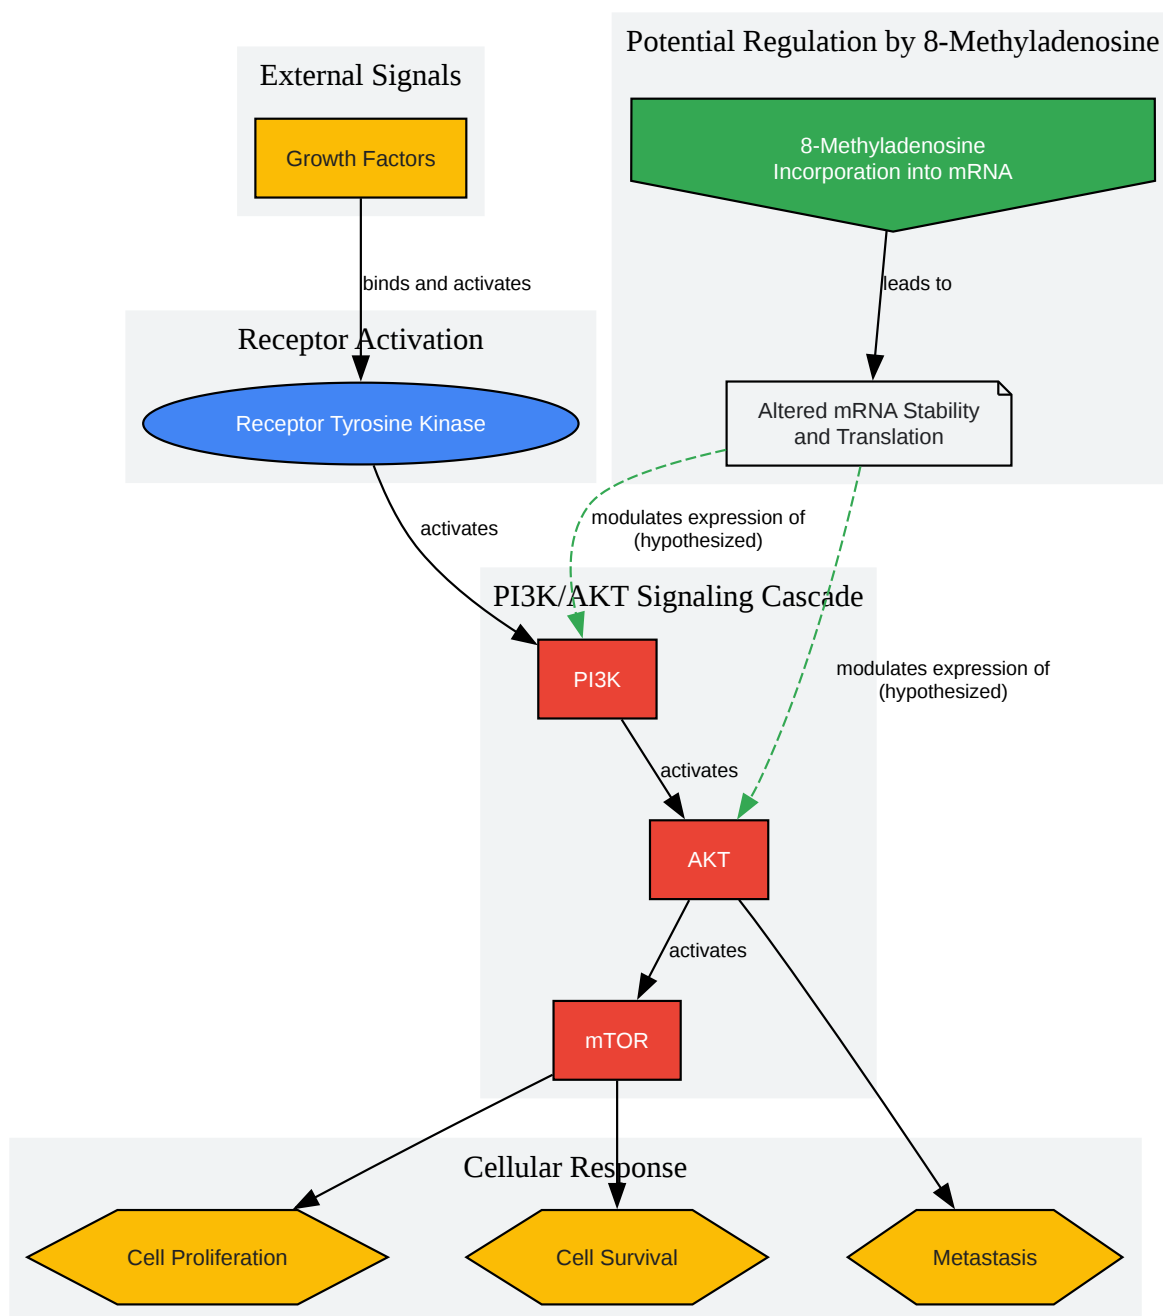 Potential Regulation by 8-Methyladenosine
External Signals
8-Methyladenosine
Incorporation into mRNA
Growth Factors
binds and activates
leads to
Receptor Activation
Altered mRNA Stability
and Translation
Receptor Tyrosine Kinase
activates
modulates expression of
(hypothesized)
PI3K/AKT Signaling Cascade
PI3K
modulates expression of
(hypothesized)
activates
AKT
activates
mTOR
Cellular Response
Cell Proliferation
Cell Survival
Metastasis